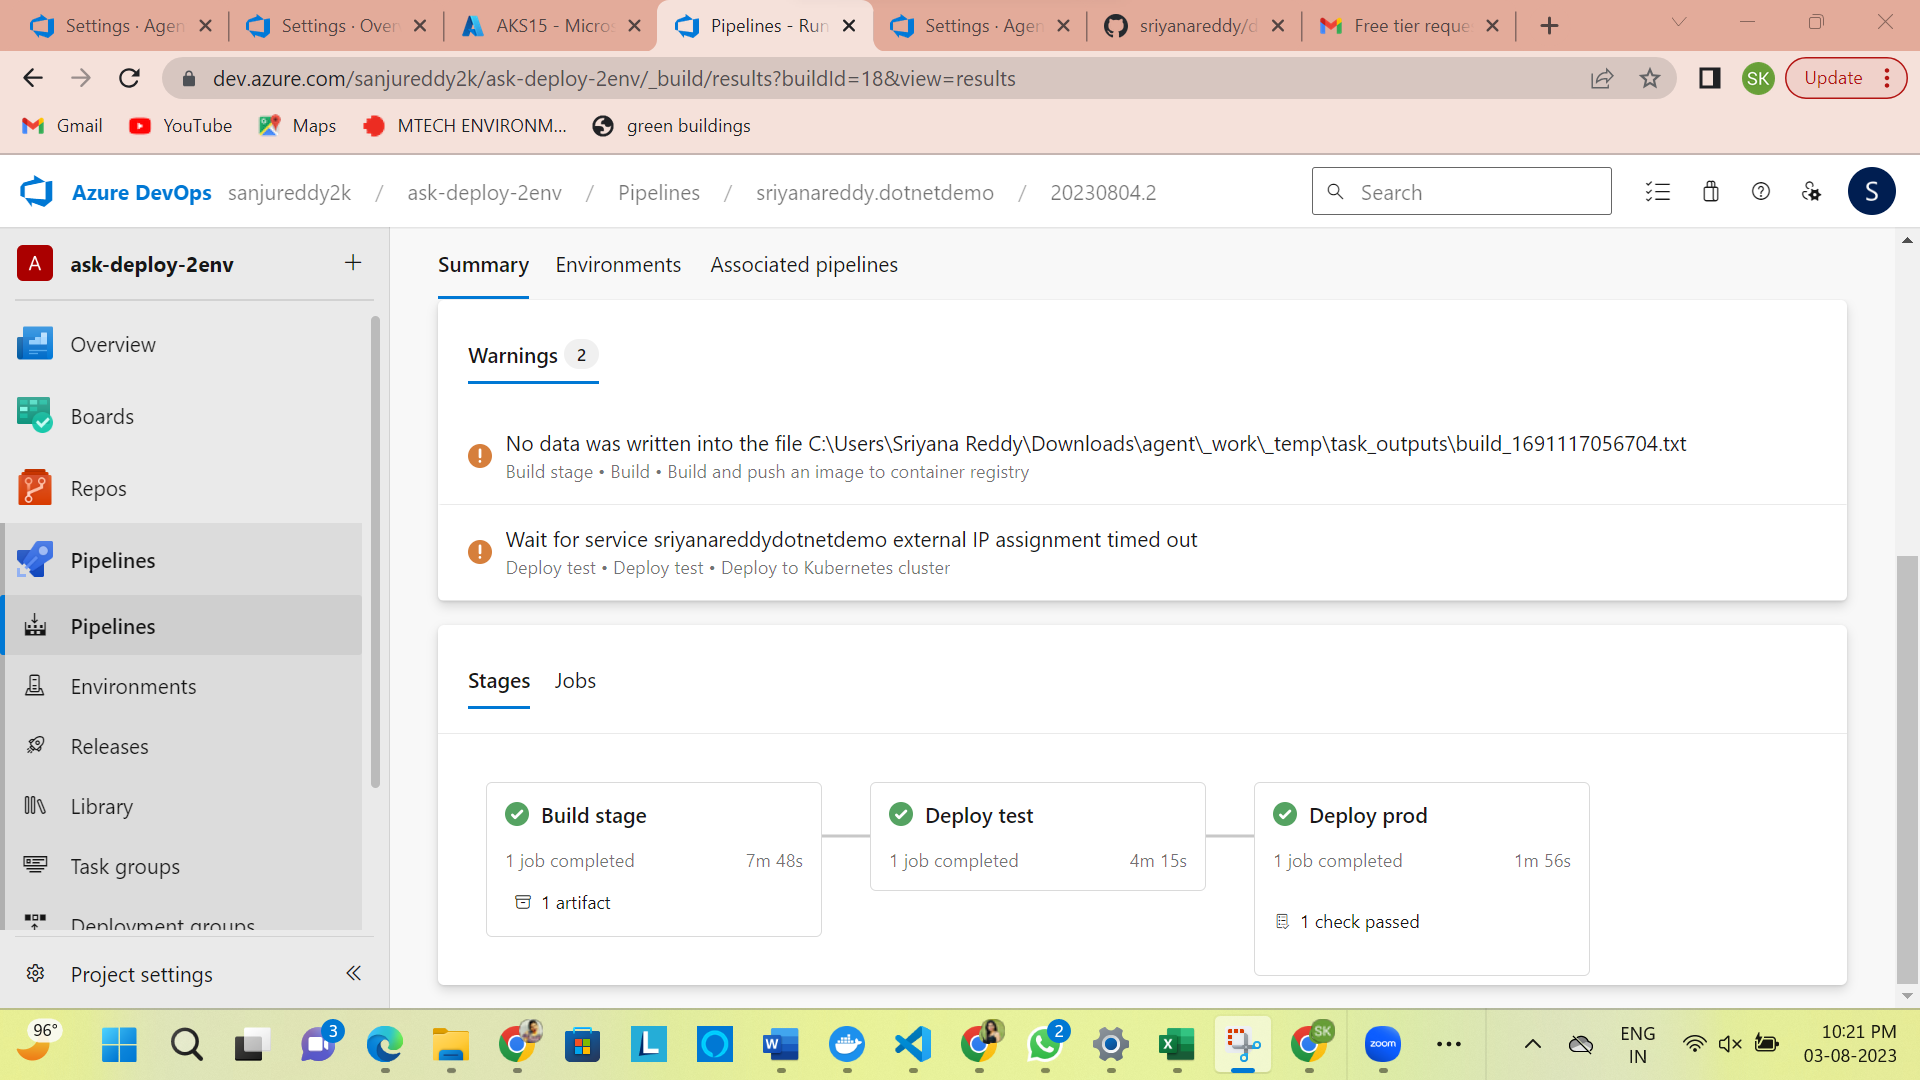 Settings · Agen
Settings · Over
AKS15 - Micros
Pipelines - Run
Settings · Agen
sriyanareddy/d
Free tier reque
dev.azure.com/sanjureddy2k/ask-deploy-2env/_build/results?buildId=18&view=results
SK
Update
Gmail
YouTube
Maps
MTECH ENVIRONM...
green buildings
Azure DevOps
sanjureddy2k / ask-deploy-2env / Pipelines / sriyanareddy.dotnetdemo / 20230804.2
Search
S
A
ask-deploy-2env
Overview
Boards
Repos
Pipelines
Pipelines
Environments
Releases
Library
Task groups
Deployment groups
Project settings
Summary
Environments
Associated pipelines
Warnings 2
No data was written into the file C:\Users\Sriyana Reddy\Downloads\agent\_work\_temp\task_outputs\build_1691117056704.txt
Build stage • Build • Build and push an image to container registry
Wait for service sriyanareddydotnetdemo external IP assignment timed out
Deploy test • Deploy test • Deploy to Kubernetes cluster
Stages
Jobs
Build stage
1 job completed
7m 48s
1 artifact
Deploy test
1 job completed
4m 15s
Deploy prod
1 job completed
1m 56s
1 check passed
96°
3
L
W
2
X
SK
zoom
ENG
IN
10:21 PM
03-08-2023